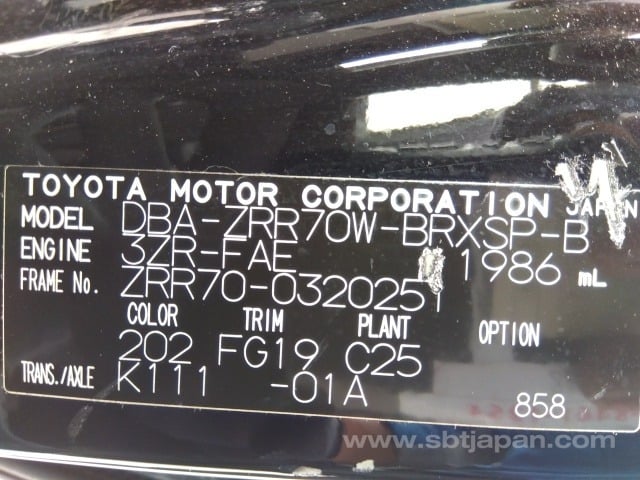 TOYOTA MOTOR CORPORATION JAPAN
MODEL DBA-ZRR70W-BRXSP-B
ENGINE 3ZR-FAE 1986 mL
FRAME No. ZRR70-0320251
COLOR TRIM PLANT OPTION
202 FG19 C25
TRANS./AXLE K111 -01A
858
www.sbtjapan.com